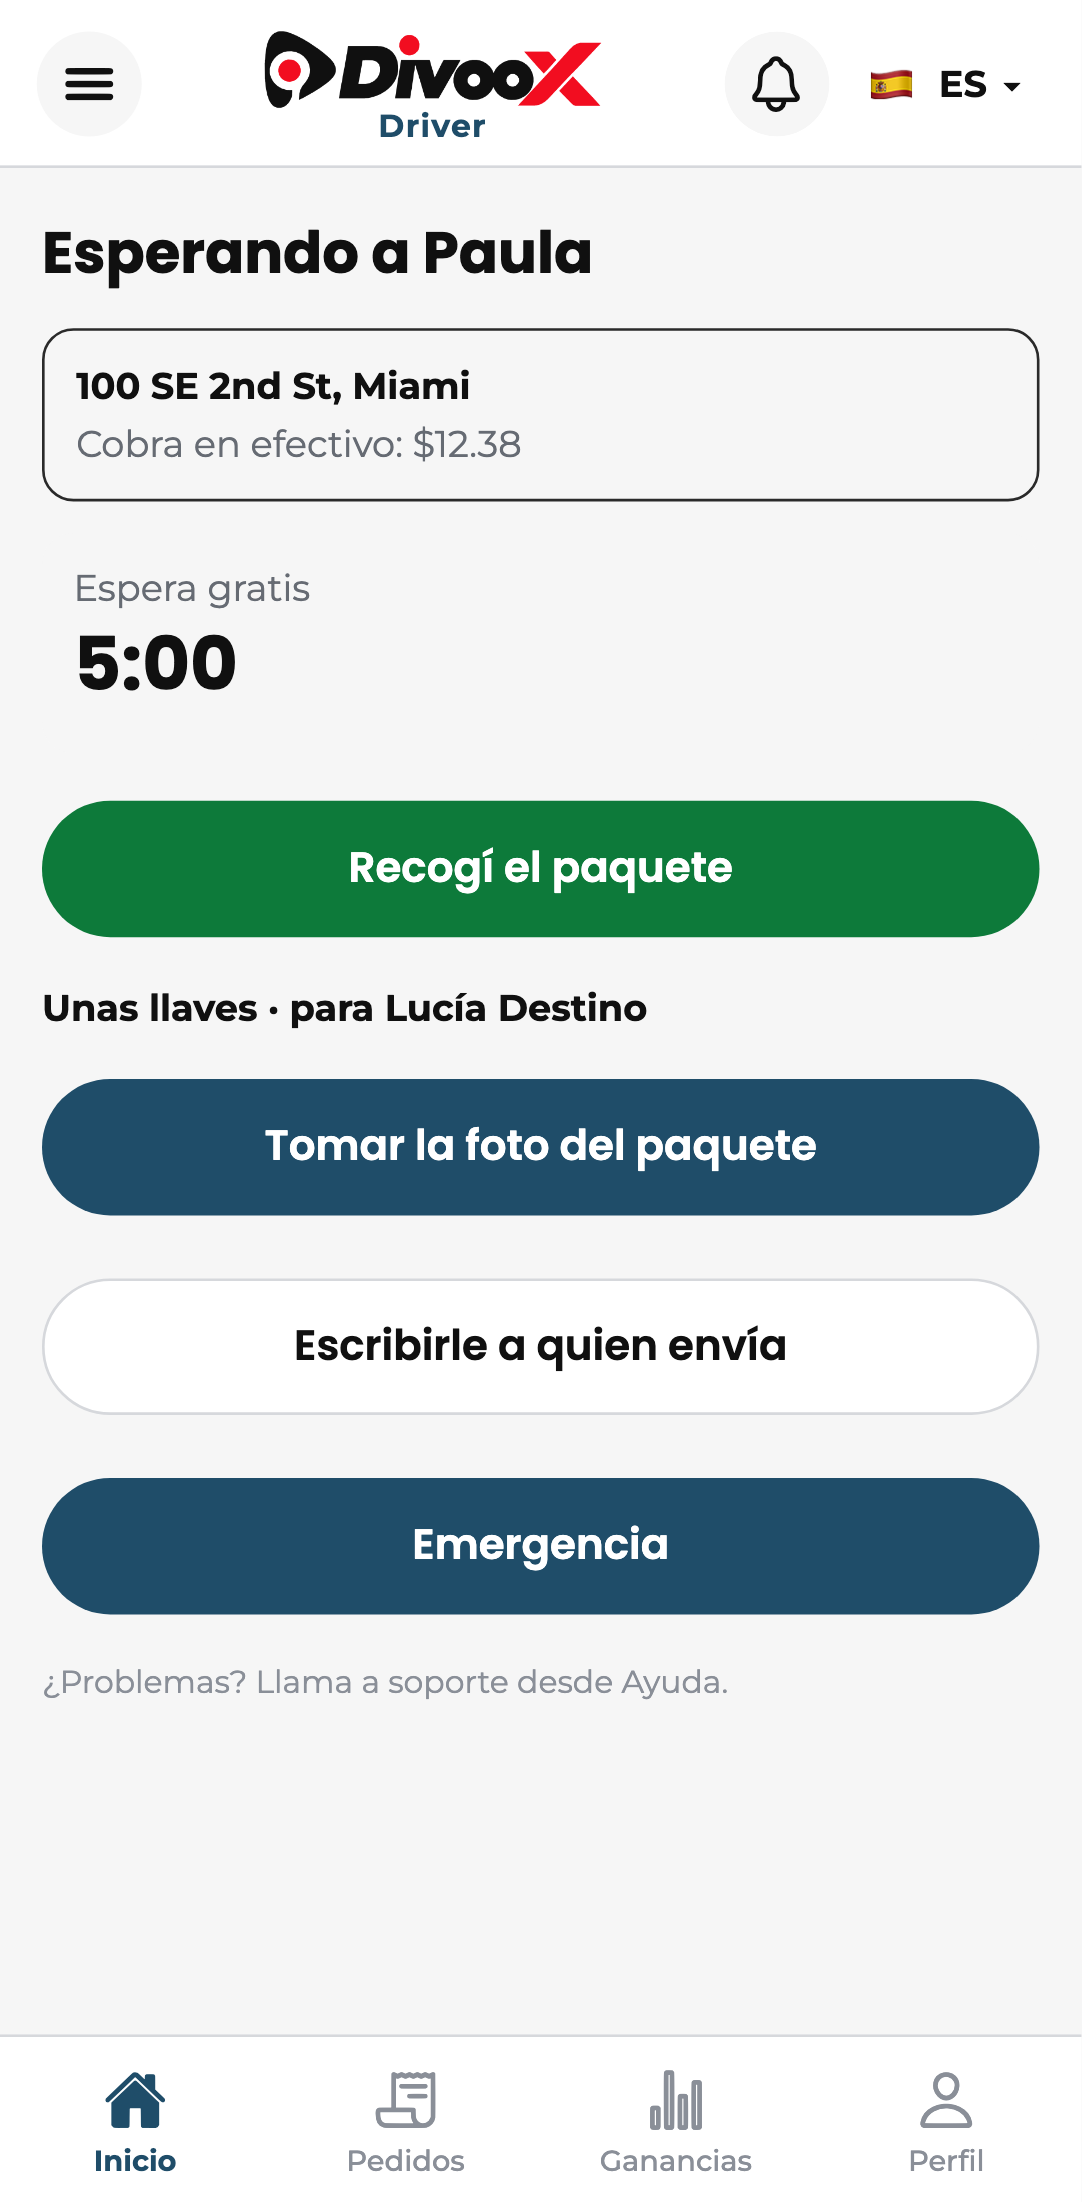 DivooX
Driver
ES
Esperando a Paula
100 SE 2nd St, Miami
Cobra en efectivo: $12.38
Espera gratis
5:00
Recogí el paquete
Unas llaves · para Lucía Destino
Tomar la foto del paquete
Escribirle a quien envía
Emergencia
¿Problemas? Llama a soporte desde Ayuda.
Inicio
Pedidos
Ganancias
Perfil